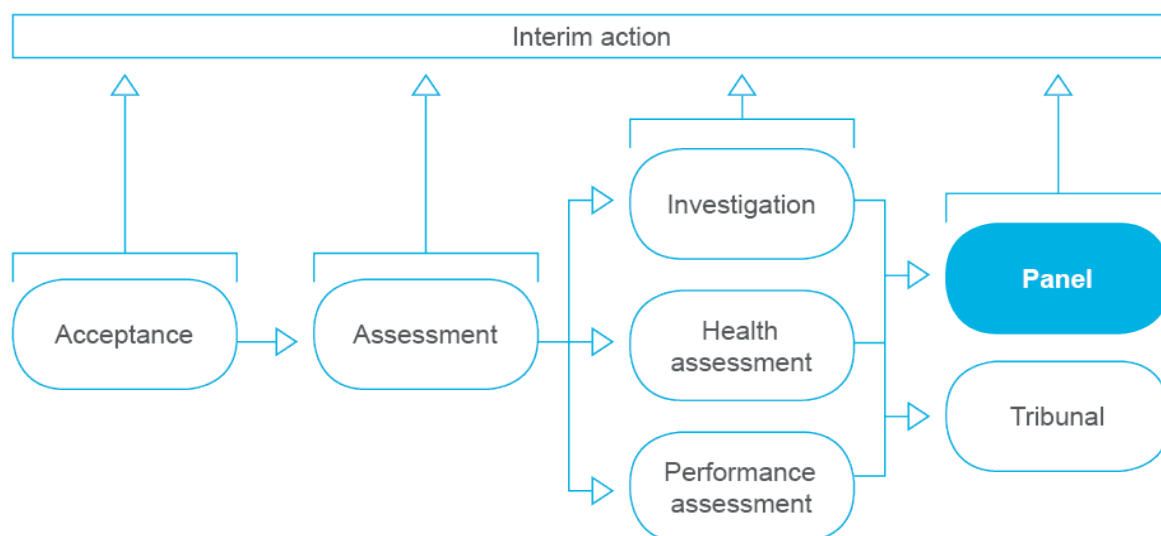 Interim action
Acceptance
Assessment
Investigation
Health
assessment
Performance
assessment
Panel
Tribunal